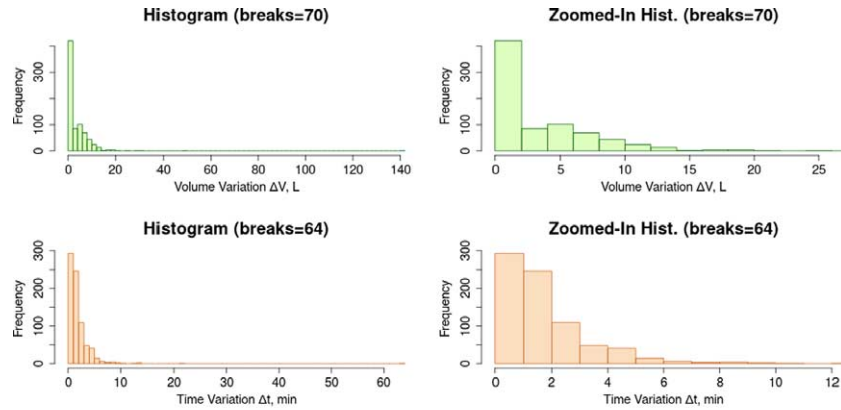 Histogram (breaks=70)
Frequency
0 100 300
0 20 40 60 80 100 120 140
Volume Variation ΔV, L
Zoomed-In Hist. (breaks=70)
Frequency
0 100 300
0 5 10 15 20 25
Volume Variation ΔV, L
Histogram (breaks=64)
Frequency
0 100 200 300
0 10 20 30 40 50 60
Time Variation Δt, min
Zoomed-In Hist. (breaks=64)
Frequency
0 100 200 300
0 2 4 6 8 10 12
Time Variation Δt, min